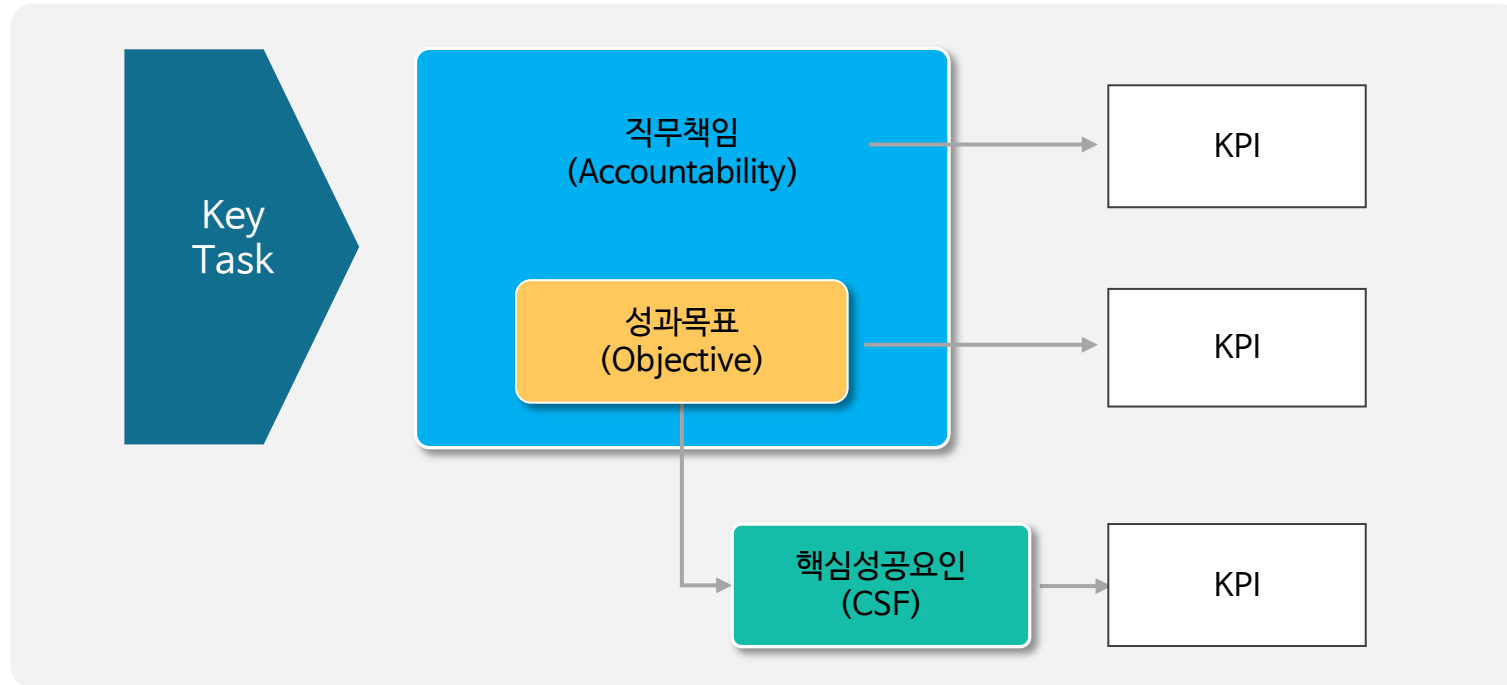 Key
Task
직무책임
(Accountability)
KPI
성과목표
(Objective)
KPI
핵심성공요인
(CSF)
KPI